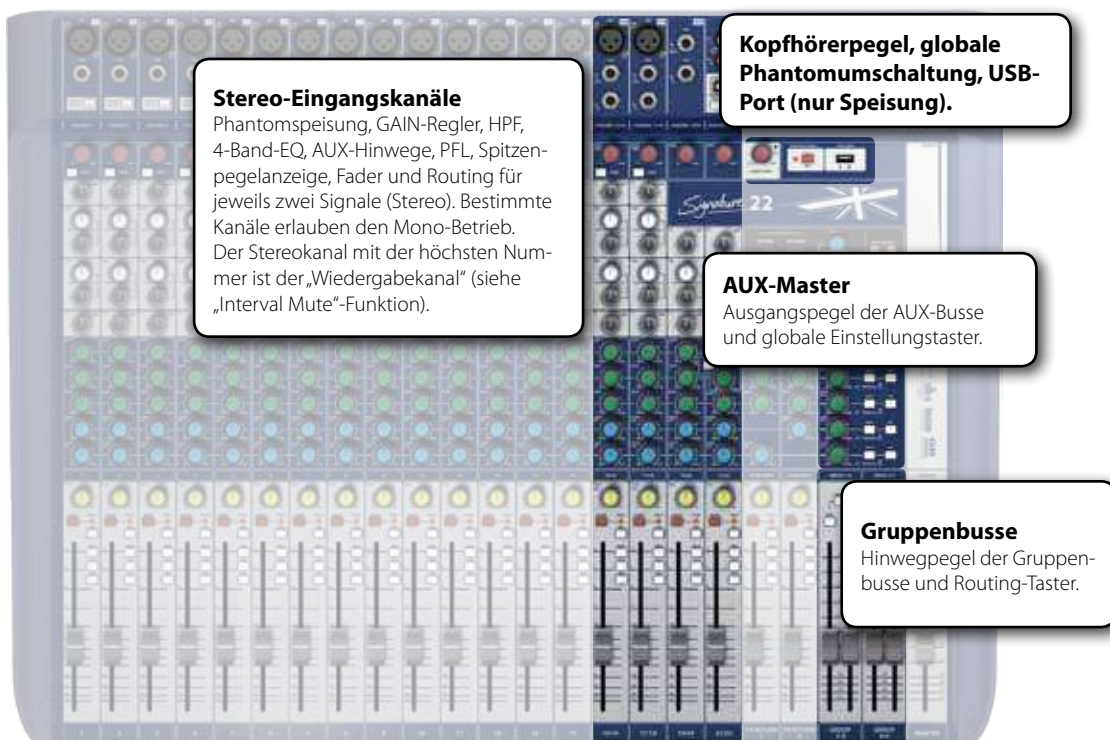 Stereo-Eingangskanäle
Phantomspeisung, GAIN-Regler, HPF,
4-Band-EQ, AUX-Hinwege, PFL, Spitzen-
pegelanzeige, Fader und Routing für
jeweils zwei Signale (Stereo). Bestimmte
Kanäle erlauben den Mono-Betrieb.
Der Stereokanal mit der höchsten Num-
mer ist der „Wiedergabekanal“ (siehe
„Interval Mute“-Funktion).
Kopfhörerpegel, globale
Phantomumschaltung, USB-
Port (nur Speisung).
Signature 22
AUX-Master
Ausgangspegel der AUX-Busse
und globale Einstellungstaster.
Gruppenbusse
Hinwegpegel der Gruppen-
busse und Routing-Taster.